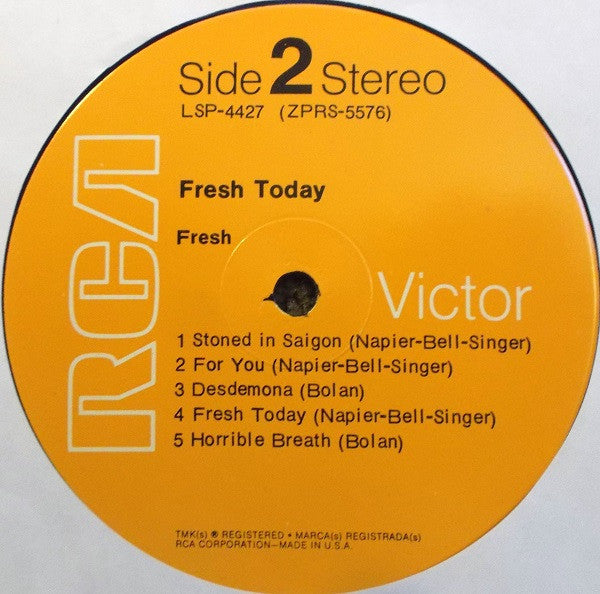 Side 2 Stereo
LSP-4427 (ZPRS-5576)
Fresh Today
Fresh
RCA
Victor
1 Stoned in Saigon (Napier-Bell-Singer)
2 For You (Napier-Bell-Singer)
3 Desdemona (Bolan)
4 Fresh Today (Napier-Bell-Singer)
5 Horrible Breath (Bolan)
TMK(s) ® REGISTERED • MARCA(s) REGISTRADA(s)
RCA CORPORATION—MADE IN U.S.A.